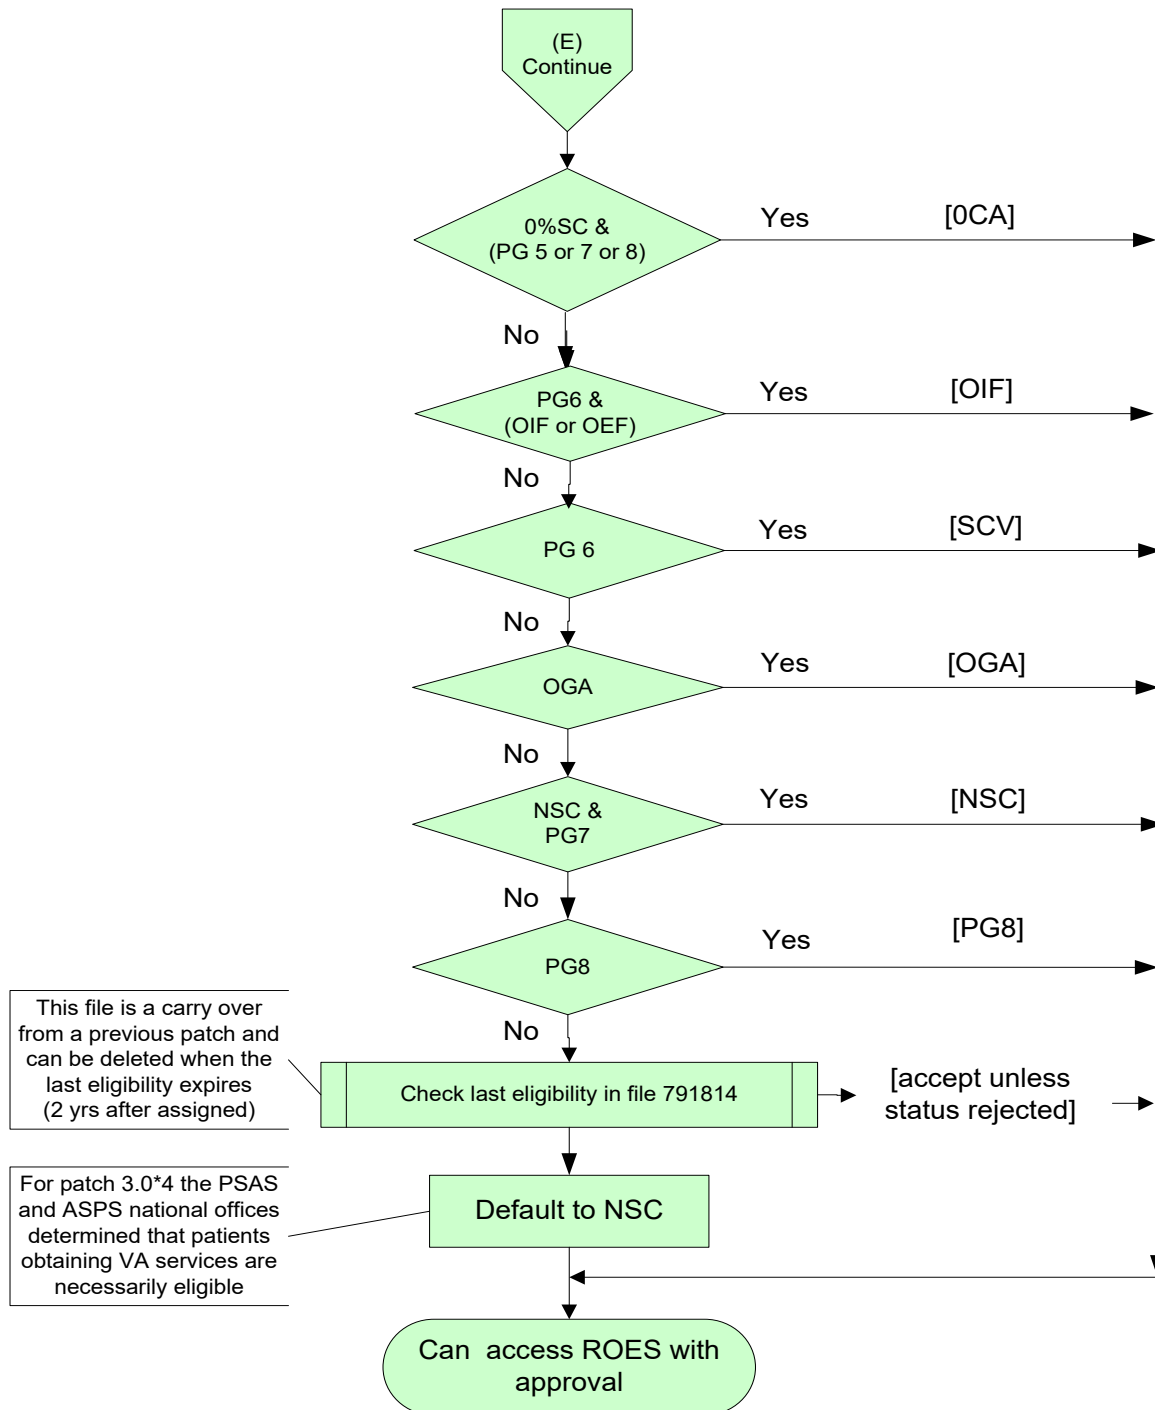 (E)
Continue
0%SC &
(PG 5 or 7 or 8)
Yes
[0CA]
No
PG6 &
(OIF or OEF)
Yes
[OIF]
No
PG 6
Yes
[SCV]
No
OGA
Yes
[OGA]
No
NSC &
PG7
Yes
[NSC]
No
PG8
Yes
[PG8]
No
This file is a carry over
from a previous patch and
can be deleted when the
last eligibility expires
(2 yrs after assigned)
Check last eligibility in file 791814
[accept unless
status rejected]
For patch 3.0*4 the PSAS
and ASPS national offices
determined that patients
obtaining VA services are
necessarily eligible
Default to NSC
Can access ROES with
approval